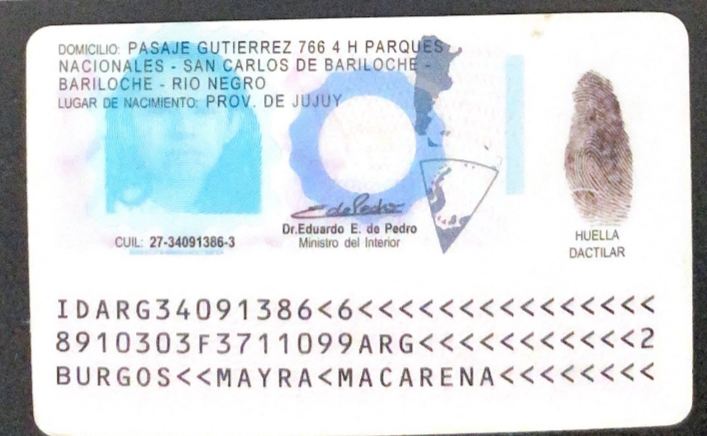 DOMICILIO: PASAJE GUTIERREZ 766 4 H PARQUES
NACIONALES - SAN CARLOS DE BARILOCHE -
BARILOCHE - RIO NEGRO
LUGAR DE NACIMIENTO: PROV. DE JUJUY
CUIL: 27-34091386-3
Dr.Eduardo E. de Pedro
Ministro del Interior
HUELLA
DACTILAR
IDARG34091386<6<<<<<<<<<<<<<<<
8910303F3711099ARG<<<<<<<<<<<2
BURGOS<<MAYRA<MACARENA<<<<<<<<